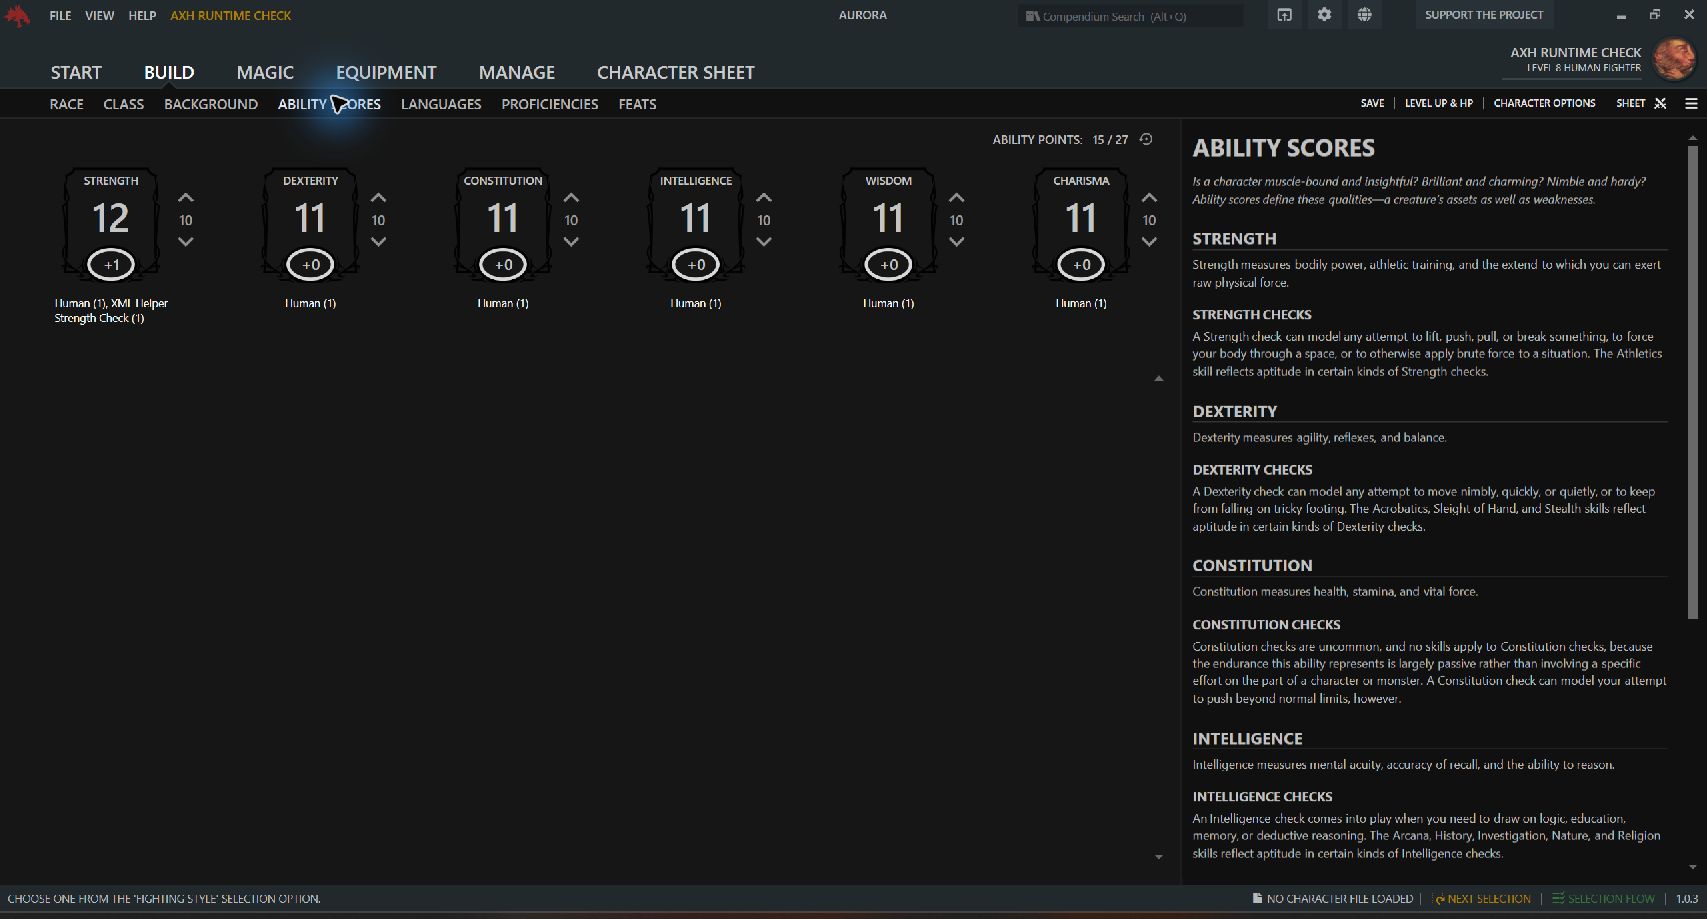 FILE VIEW HELP AXH RUNTIME CHECK
AURORA
Compendium Search (Alt+Q)
SUPPORT THE PROJECT
START BUILD MAGIC EQUIPMENT MANAGE CHARACTER SHEET
AXH RUNTIME CHECK
LEVEL 8 HUMAN FIGHTER
RACE CLASS BACKGROUND ABILITY SCORES LANGUAGES PROFICIENCIES FEATS
SAVE LEVEL UP & HP CHARACTER OPTIONS SHEET
ABILITY POINTS: 15 / 27
STRENGTH DEXTERITY CONSTITUTION INTELLIGENCE WISDOM CHARISMA
12 10 11 10 11 10 11 10 11 10 11 10
+1 +0 +0 +0 +0 +0
Human (1), XML Helper
Strength Check (1)
Human (1) Human (1) Human (1) Human (1) Human (1)
ABILITY SCORES
Is a character muscle-bound and insightful? Brilliant and charming? Nimble and hardy?
Ability scores define these qualities—a creature's assets as well as weaknesses.
STRENGTH
Strength measures bodily power, athletic training, and the extend to which you can exert
raw physical force.
STRENGTH CHECKS
A Strength check can model any attempt to lift, push, pull, or break something, to force
your body through a space, or to otherwise apply brute force to a situation. The Athletics
skill reflects aptitude in certain kinds of Strength checks.
DEXTERITY
Dexterity measures agility, reflexes, and balance.
DEXTERITY CHECKS
A Dexterity check can model any attempt to move nimbly, quickly, or quietly, or to keep
from falling on tricky footing. The Acrobatics, Sleight of Hand, and Stealth skills reflect
aptitude in certain kinds of Dexterity checks.
CONSTITUTION
Constitution measures health, stamina, and vital force.
CONSTITUTION CHECKS
Constitution checks are uncommon, and no skills apply to Constitution checks, because
the endurance this ability represents is largely passive rather than involving a specific
effort on the part of a character or monster. A Constitution check can model your attempt
to push beyond normal limits, however.
INTELLIGENCE
Intelligence measures mental acuity, accuracy of recall, and the ability to reason.
INTELLIGENCE CHECKS
An Intelligence check comes into play when you need to draw on logic, education,
memory, or deductive reasoning. The Arcana, History, Investigation, Nature, and Religion
skills reflect aptitude in certain kinds of Intelligence checks.
CHOOSE ONE FROM THE 'FIGHTING STYLE' SELECTION OPTION.
NO CHARACTER FILE LOADED NEXT SELECTION SELECTION FLOW 1.0.3